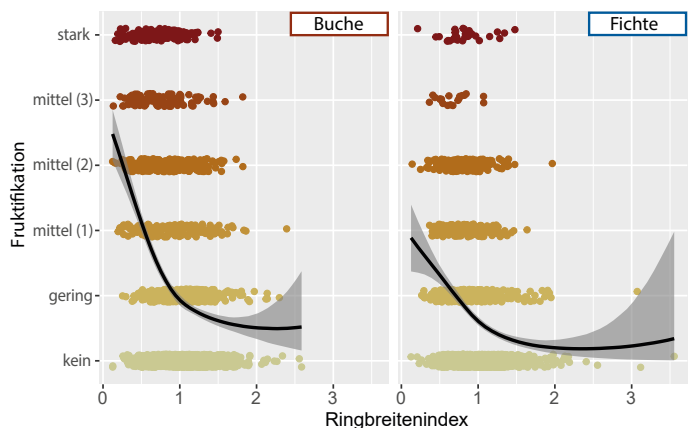 Buche
Fichte
Fruktifikation
stark
mittel (3)
mittel (2)
mittel (1)
gering
kein
0 1 2 3
0 1 2 3
Ringbreitenindex